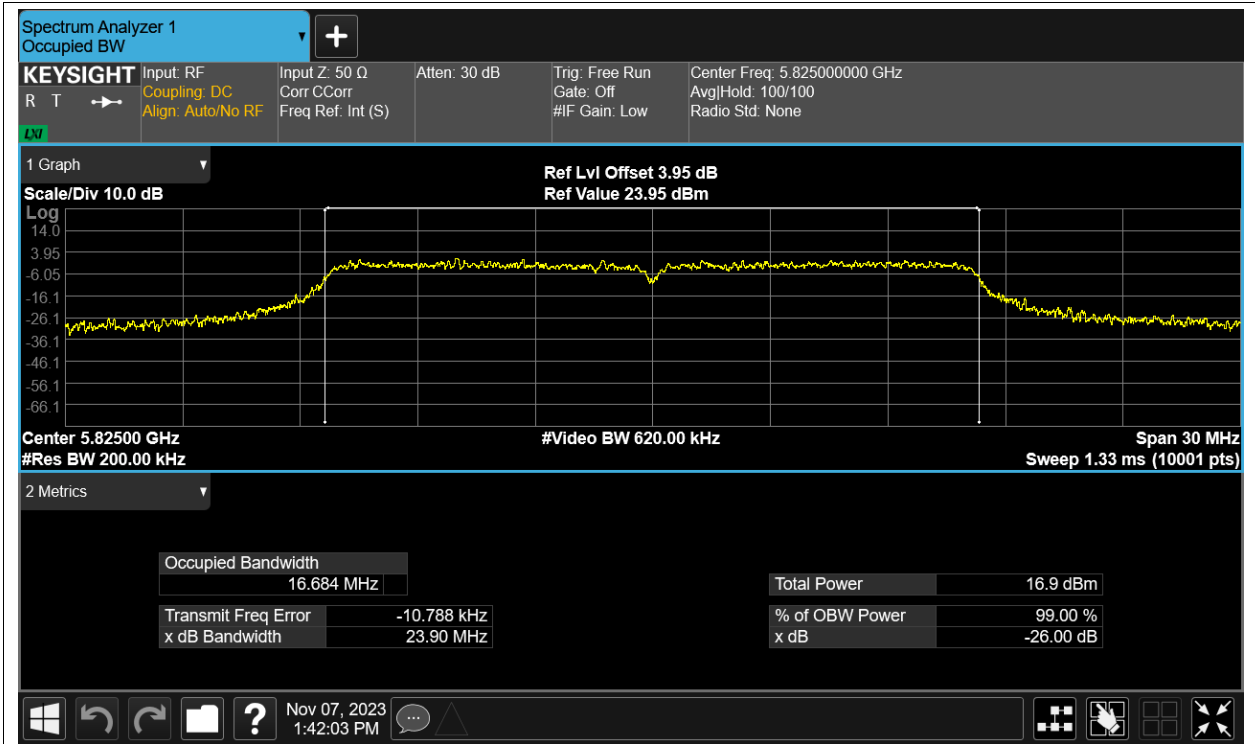 Spectrum Analyzer 1
Occupied BW
KEYSIGHT
R T
LXI
Input: RF
Coupling: DC
Align: Auto/No RF
Input Z: 50 Ω
Corr CCorr
Freq Ref: Int (S)
Atten: 30 dB
Trig: Free Run
Gate: Off
#IF Gain: Low
Center Freq: 5.825000000 GHz
Avg|Hold: 100/100
Radio Std: None
1 Graph
Scale/Div 10.0 dB
Ref Lvl Offset 3.95 dB
Ref Value 23.95 dBm
Log
14.0
3.95
-6.05
-16.1
-26.1
-36.1
-46.1
-56.1
-66.1
Center 5.82500 GHz
#Res BW 200.00 kHz
#Video BW 620.00 kHz
Span 30 MHz
Sweep 1.33 ms (10001 pts)
2 Metrics
Occupied Bandwidth
16.684 MHz
Transmit Freq Error -10.788 kHz
x dB Bandwidth 23.90 MHz
Total Power 16.9 dBm
% of OBW Power 99.00 %
x dB -26.00 dB
?
Nov 07, 2023
1:42:03 PM